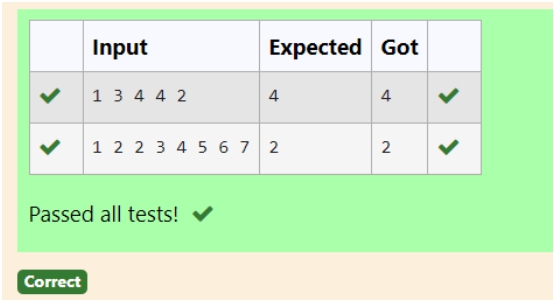 Input Expected Got
1 3 4 4 2 4 4
1 2 2 3 4 5 6 7 2 2
Passed all tests!
Correct